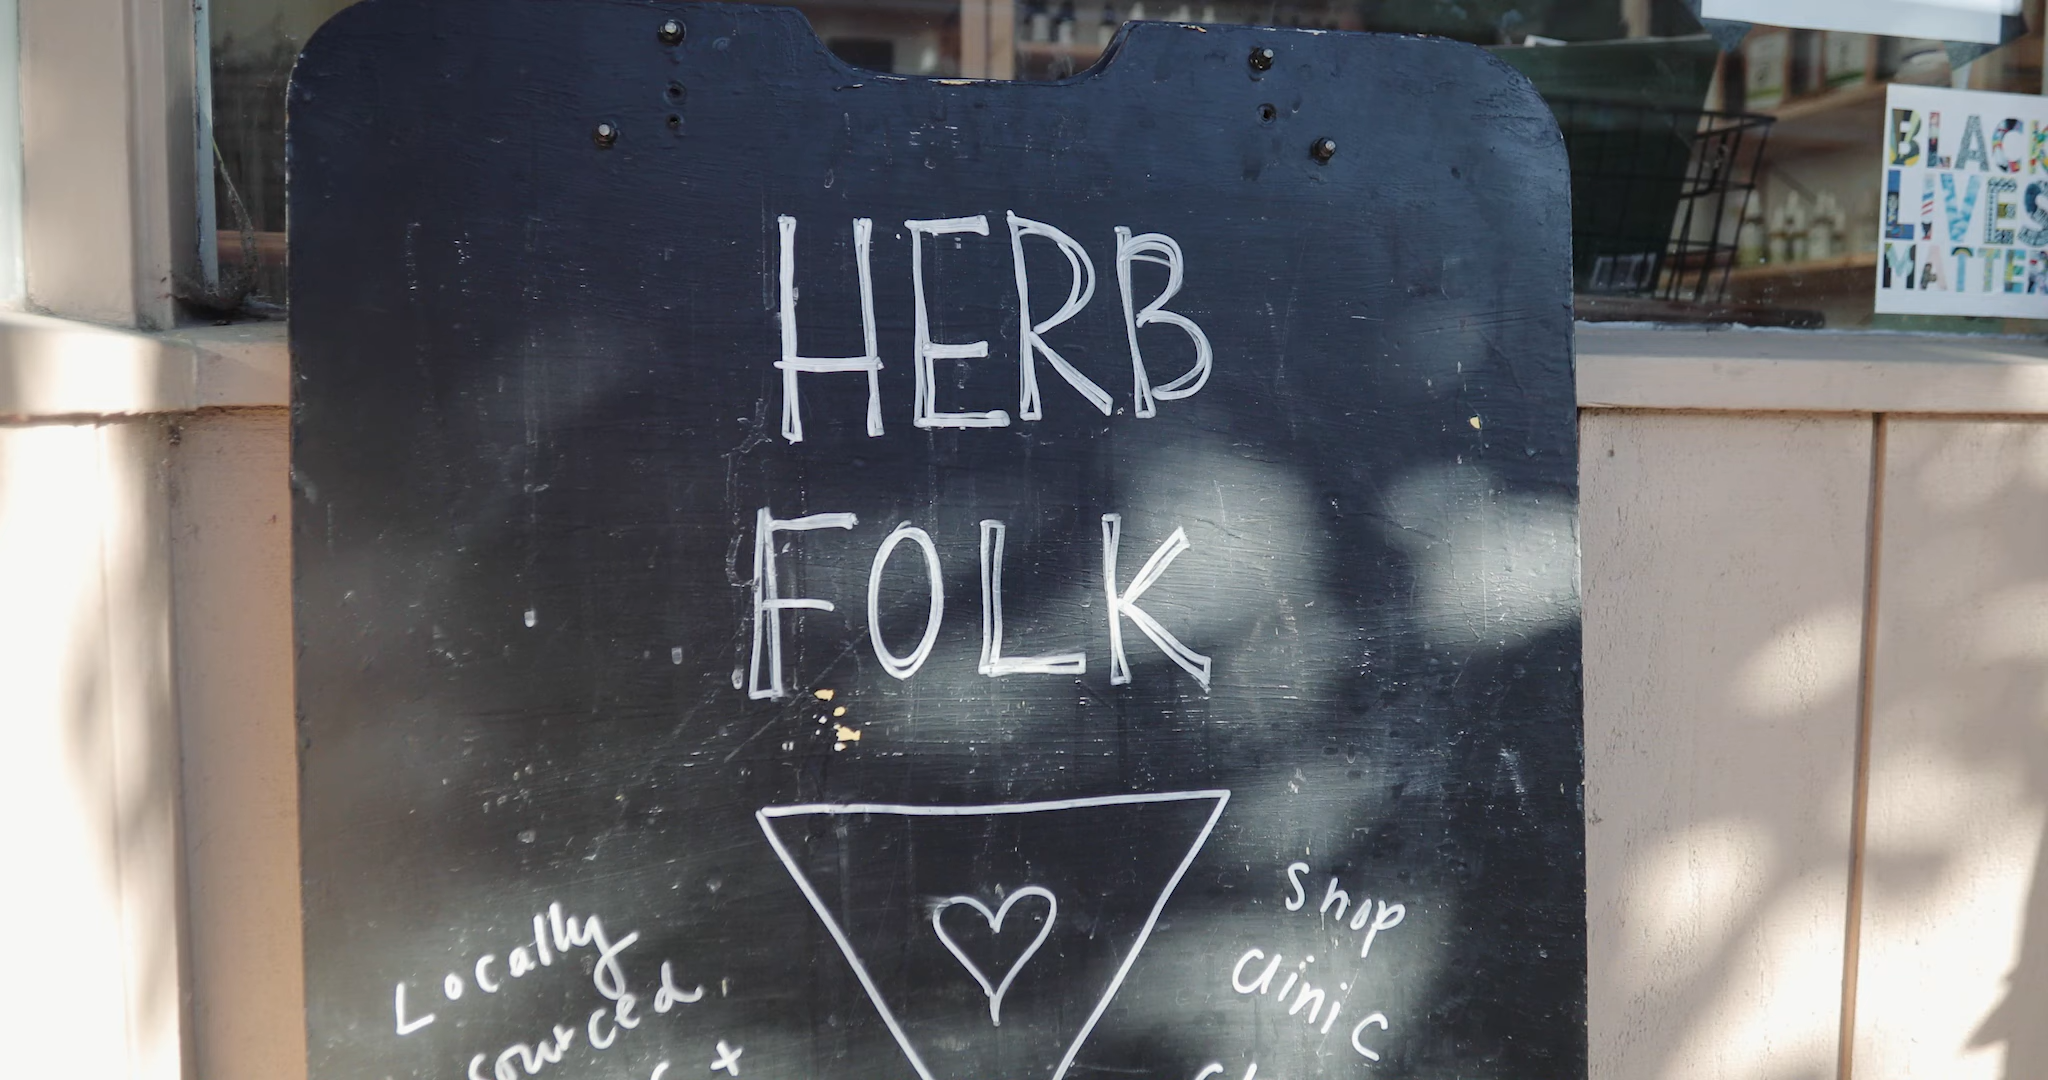 HERB
FOLK
Locally
sourced
+
shop
clinic
BLACK
LIVES
MATTER